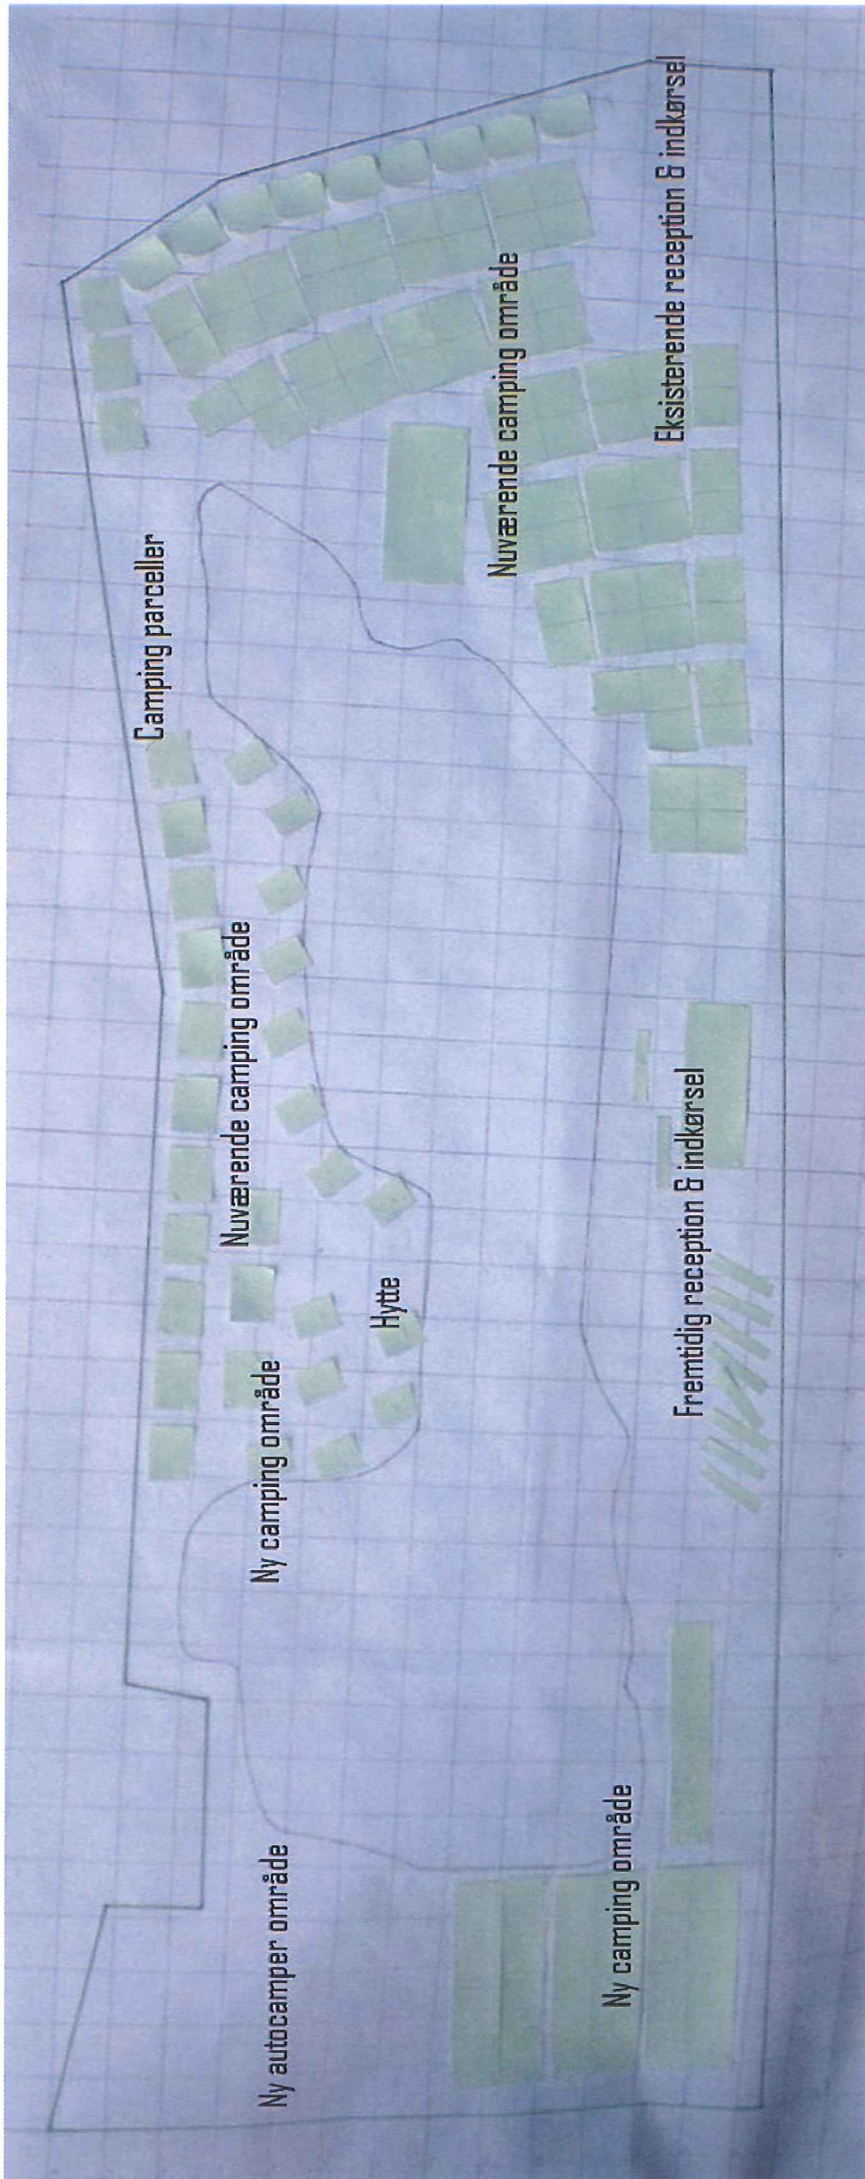 Camping parceller
Nuværende camping område
Ny camping område
Ny autocamper område
Hytte
Nuværende camping område
Ny camping område
Eksisterende reception & indkørsel
Fremtidig reception & indkørsel